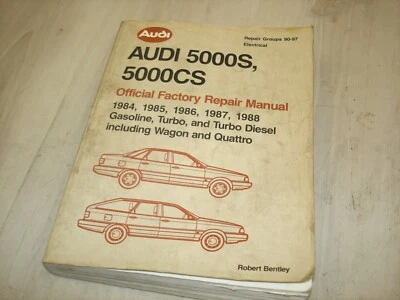 Audi
Repair Groups 90-97
Electrical
AUDI 5000S,
5000CS
Official Factory Repair Manual
1984, 1985, 1986, 1987, 1988
Gasoline, Turbo, and Turbo Diesel
including Wagon and Quattro
Robert Bentley